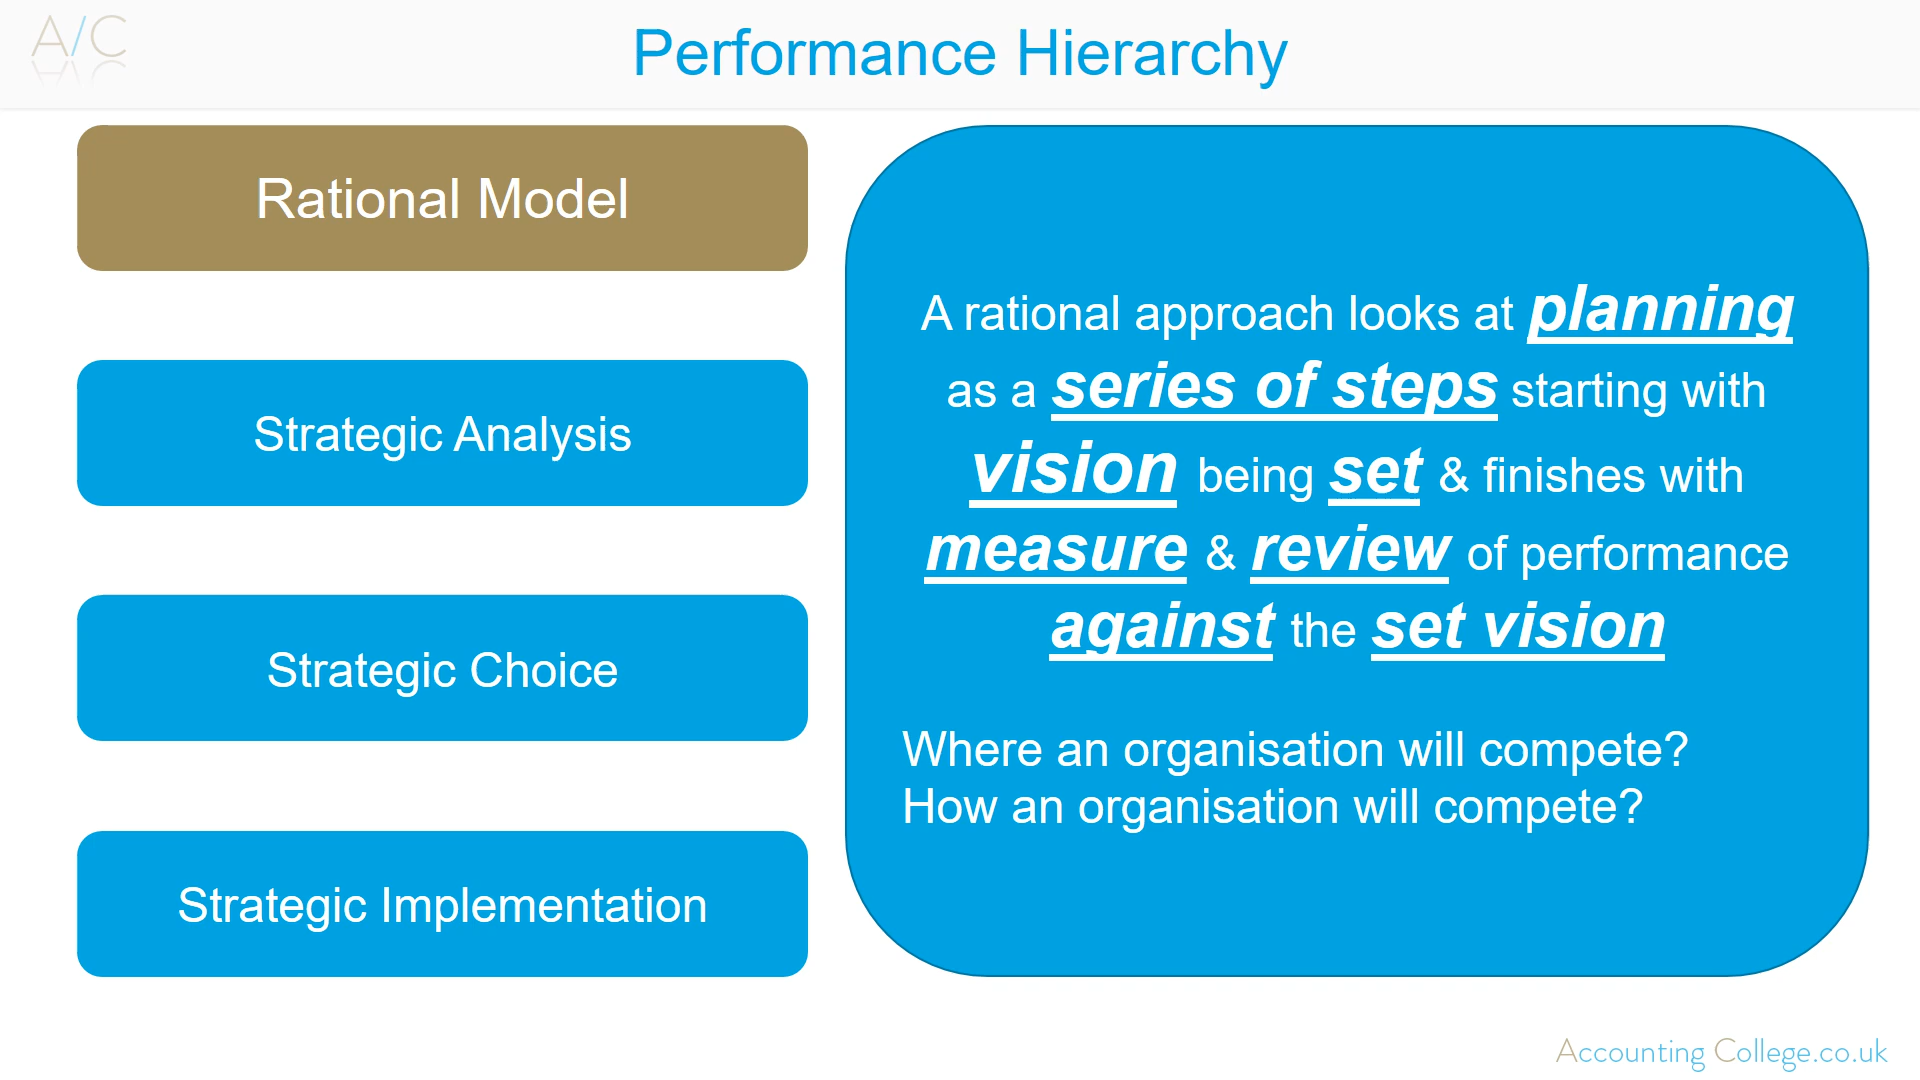 A/C
Performance Hierarchy
Rational Model
Strategic Analysis
Strategic Choice
Strategic Implementation
A rational approach looks at planning
as a series of steps starting with
vision being set & finishes with
measure & review of performance
against the set vision
Where an organisation will compete?
How an organisation will compete?
Accounting College.co.uk